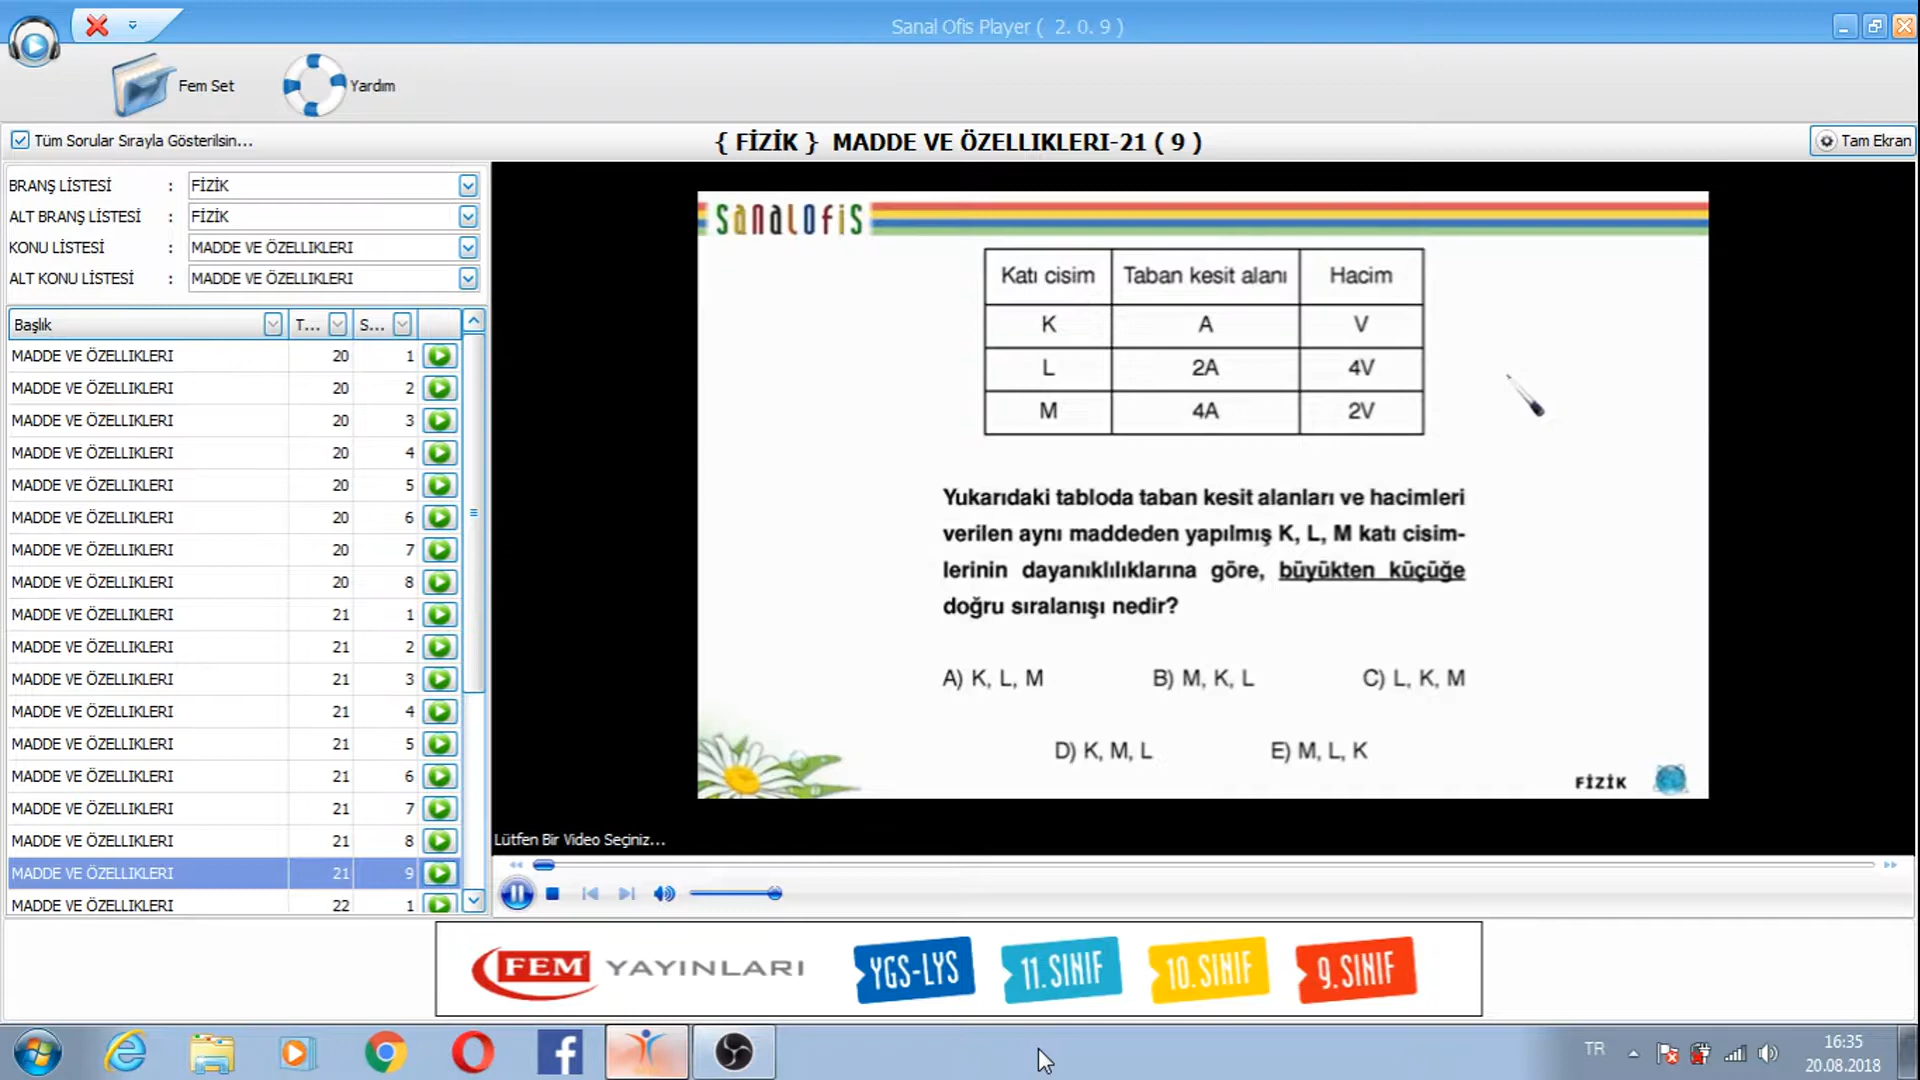 Sanal Ofis Player ( 2. 0. 9 )
Fem Set
Yardım
Tüm Sorular Sırayla Gösterilsin...
{ FİZİK } MADDE VE ÖZELLIKLERI-21 ( 9 )
Tam Ekran
BRANŞ LİSTESİ : FİZİK
ALT BRANŞ LİSTESİ : FİZİK
KONU LİSTESİ : MADDE VE ÖZELLIKLERI
ALT KONU LİSTESİ : MADDE VE ÖZELLIKLERI
Başlık T... S...
MADDE VE ÖZELLIKLERI 20 1
MADDE VE ÖZELLIKLERI 20 2
MADDE VE ÖZELLIKLERI 20 3
MADDE VE ÖZELLIKLERI 20 4
MADDE VE ÖZELLIKLERI 20 5
MADDE VE ÖZELLIKLERI 20 6
MADDE VE ÖZELLIKLERI 20 7
MADDE VE ÖZELLIKLERI 20 8
MADDE VE ÖZELLIKLERI 21 1
MADDE VE ÖZELLIKLERI 21 2
MADDE VE ÖZELLIKLERI 21 3
MADDE VE ÖZELLIKLERI 21 4
MADDE VE ÖZELLIKLERI 21 5
MADDE VE ÖZELLIKLERI 21 6
MADDE VE ÖZELLIKLERI 21 7
MADDE VE ÖZELLIKLERI 21 8
MADDE VE ÖZELLIKLERI 21 9
MADDE VE ÖZELLIKLERI 22 1
sanalofis
Katı cisim Taban kesit alanı Hacim
K A V
L 2A 4V
M 4A 2V
Yukarıdaki tabloda taban kesit alanları ve hacimleri
verilen aynı maddeden yapılmış K, L, M katı cisim-
lerinin dayanıklılıklarına göre, büyükten küçüğe
doğru sıralanışı nedir?
A) K, L, M B) M, K, L C) L, K, M
D) K, M, L E) M, L, K
FİZİK
Lütfen Bir Video Seçiniz...
FEM YAYINLARI
YGS-LYS
11.SINIF
10.SINIF
9.SINIF
TR
16:35
20.08.2018